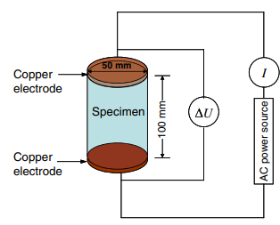 50 mm
Copper
electrode
I
Specimen
100 mm
ΔU
AC power source
Copper
electrode